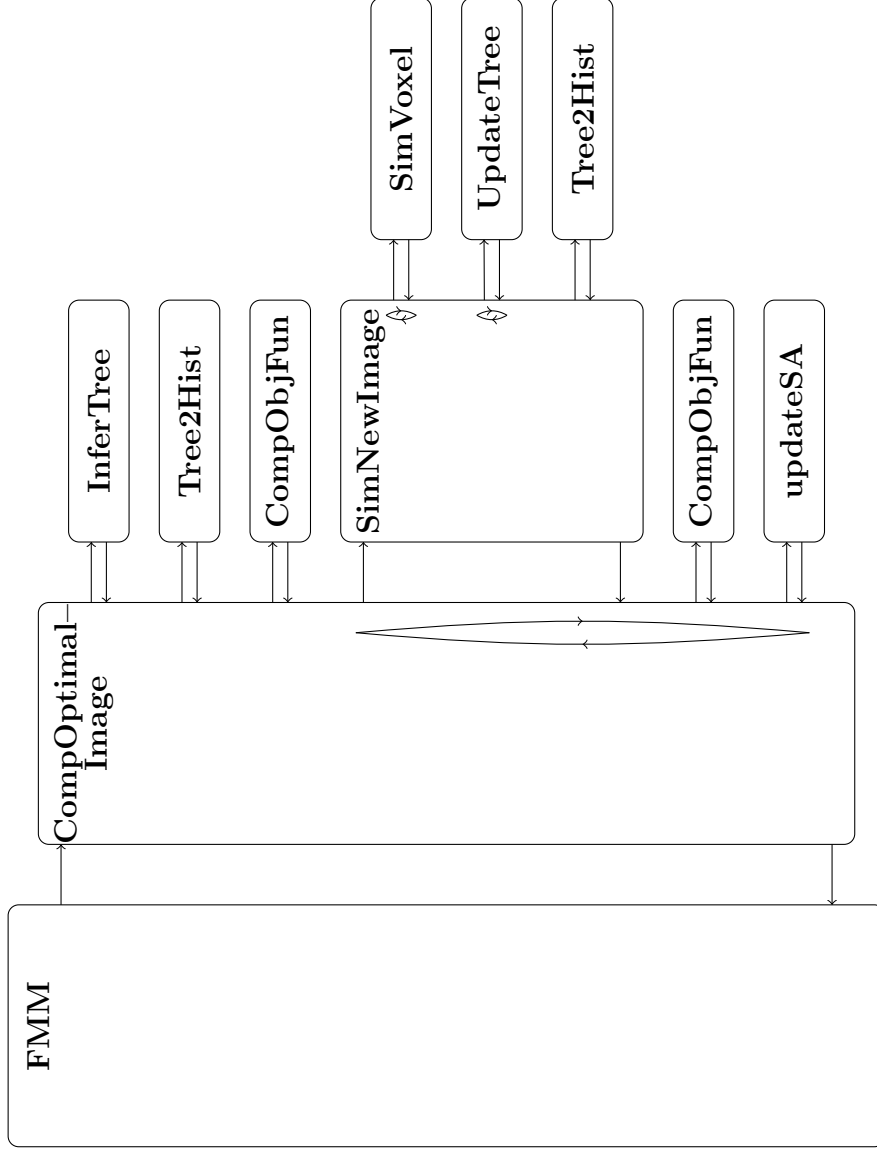 FMM
CompOptimal–
Image
InferTree
Tree2Hist
CompObjFun
SimNewImage
SimVoxel
UpdateTree
Tree2Hist
CompObjFun
updateSA